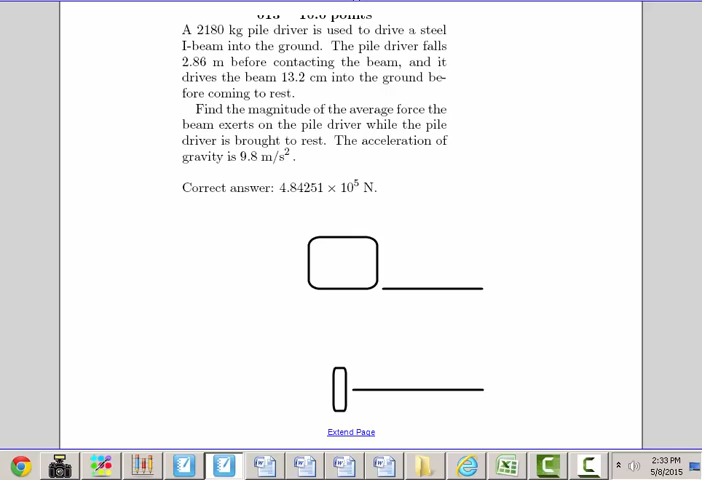 A 2180 kg pile driver is used to drive a steel
I-beam into the ground. The pile driver falls
2.86 m before contacting the beam, and it
drives the beam 13.2 cm into the ground be-
fore coming to rest.
Find the magnitude of the average force the
beam exerts on the pile driver while the pile
driver is brought to rest. The acceleration of
gravity is 9.8 m/s².
Correct answer: 4.84251 × 10⁵ N.
Extend Page
2:33 PM
5/8/2015